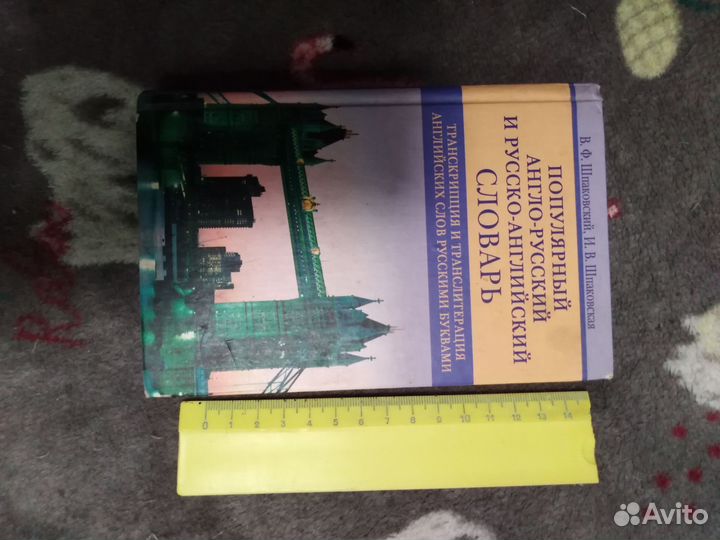 В. Ф. Шпаковский, И. В. Шпаковская
ПОПУЛЯРНЫЙ
АНГЛО-РУССКИЙ
И РУССКО-АНГЛИЙСКИЙ
СЛОВАРЬ
ТРАНСКРИПЦИЯ И ТРАНСЛИТЕРАЦИЯ
АНГЛИЙСКИХ СЛОВ РУССКИМИ БУКВАМИ
0 1 2 3 4 5 6 7 8 9 10 11 12 13 14
Avito